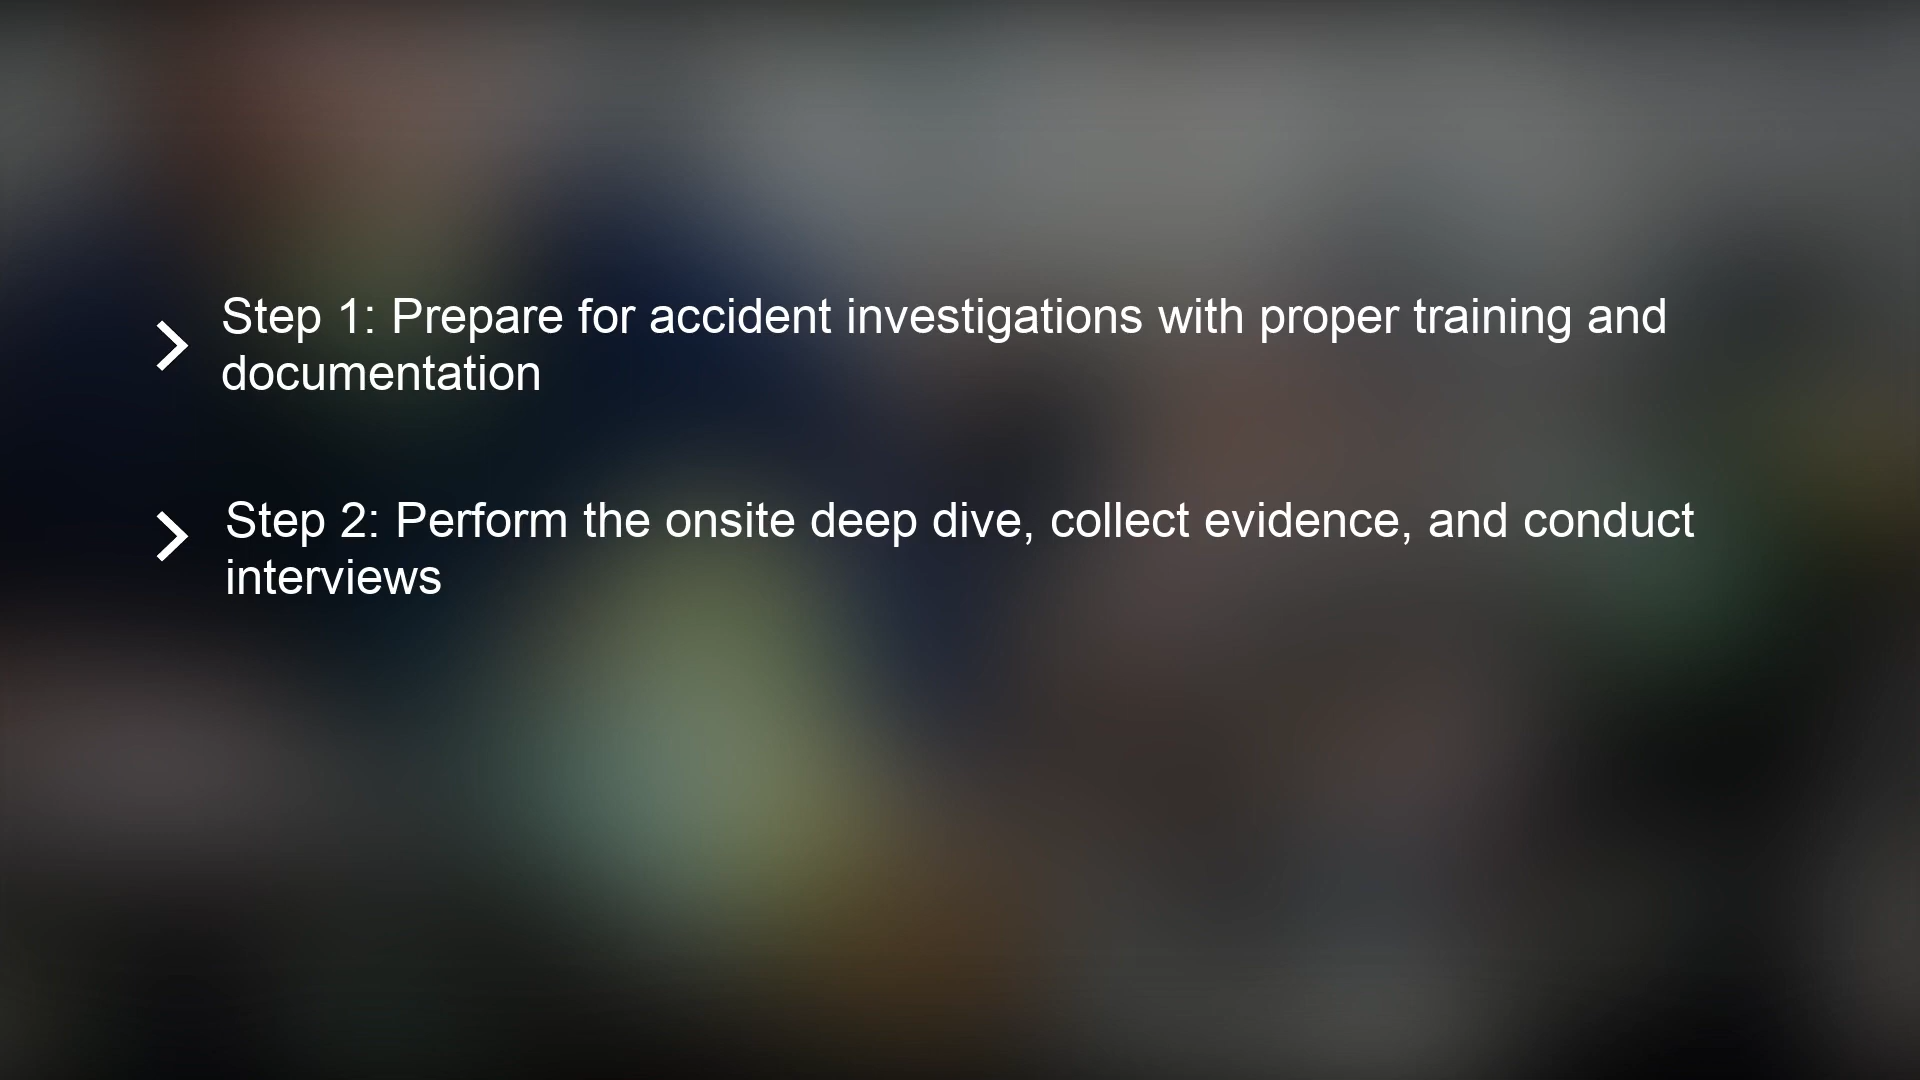 Step 1: Prepare for accident investigations with proper training and
documentation
Step 2: Perform the onsite deep dive, collect evidence, and conduct
interviews